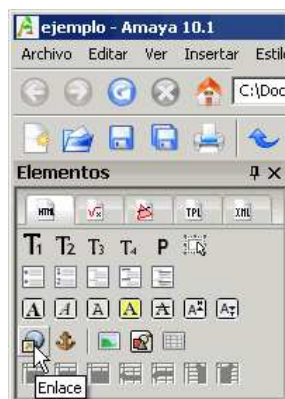 ejemplo - Amaya 10.1
Archivo Editar Ver Insertar Estil
C:\Doc
Elementos
HTML TPL XML
T1 T2 T3 T4 P
A A A A A A A
Enlace